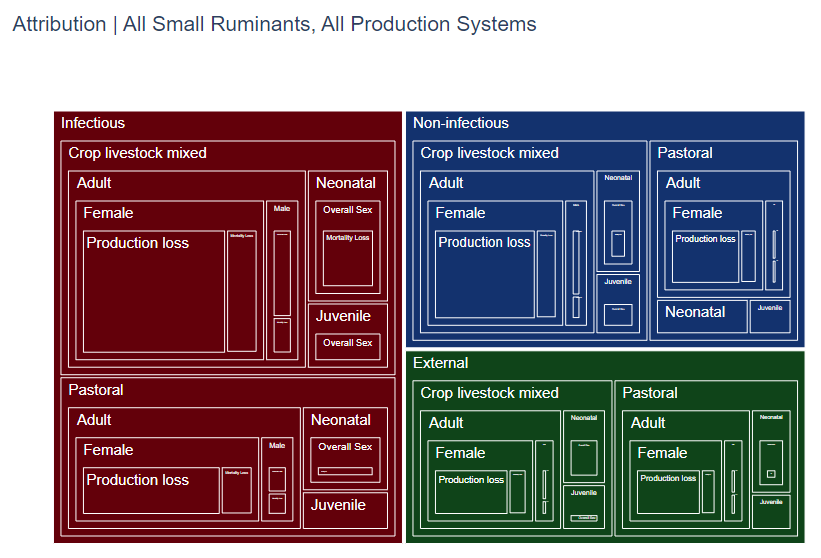 Attribution | All Small Ruminants, All Production Systems
Infectious
Crop livestock mixed
Adult
Female
Production loss
Mortality Loss
Male
Neonatal
Overall Sex
Mortality Loss
Juvenile
Overall Sex
Pastoral
Adult
Female
Production loss
Mortality Loss
Male
Neonatal
Overall Sex
Juvenile
Non-infectious
Crop livestock mixed
Adult
Female
Production loss
Neonatal
Juvenile
Pastoral
Adult
Female
Production loss
Neonatal
Juvenile
External
Crop livestock mixed
Adult
Female
Production loss
Neonatal
Juvenile
Overall Sex
Pastoral
Adult
Female
Production loss
Neonatal
Juvenile